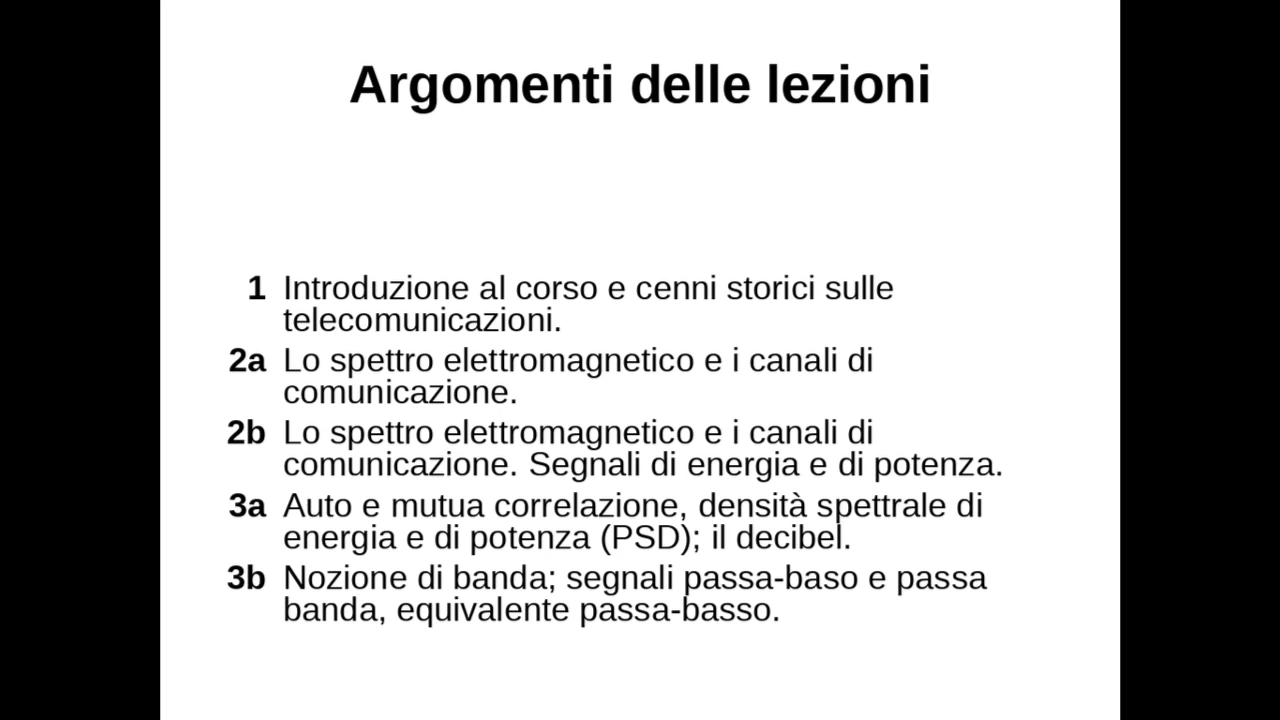 Argomenti delle lezioni
1 Introduzione al corso e cenni storici sulle
telecomunicazioni.
2a Lo spettro elettromagnetico e i canali di
comunicazione.
2b Lo spettro elettromagnetico e i canali di
comunicazione. Segnali di energia e di potenza.
3a Auto e mutua correlazione, densità spettrale di
energia e di potenza (PSD); il decibel.
3b Nozione di banda; segnali passa-baso e passa
banda, equivalente passa-basso.